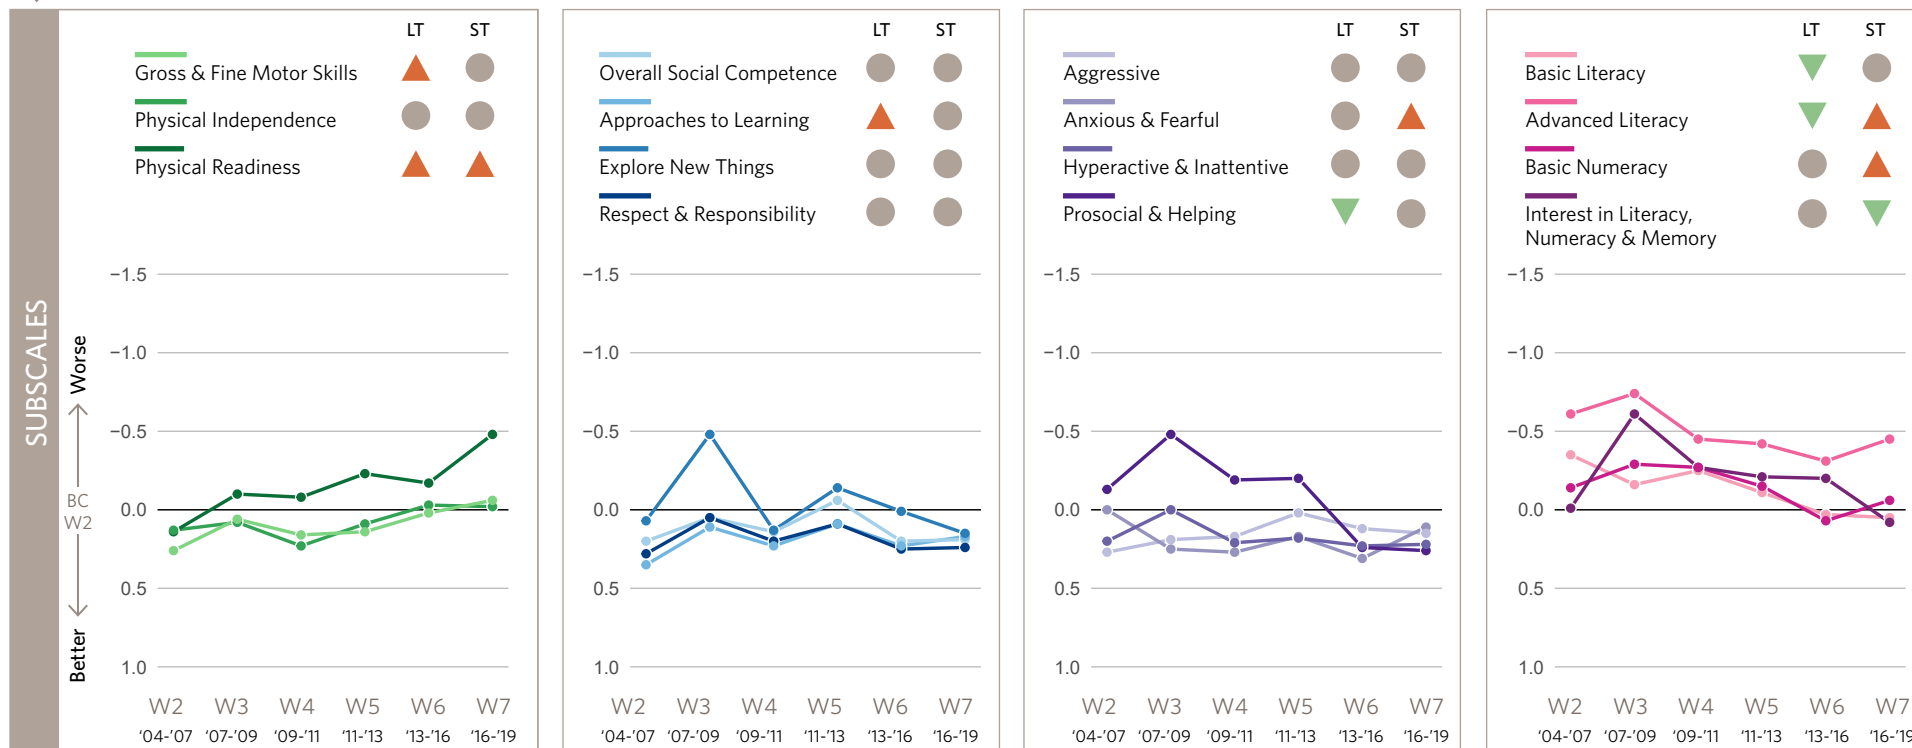 SUBSCALES
Worse
BC
W2
Better
LT ST
Gross & Fine Motor Skills
Physical Independence
Physical Readiness
−1.5
−1.0
−0.5
0.0
0.5
1.0
W2 W3 W4 W5 W6 W7
‘04-’07 ‘07-’09 ‘09-’11 ‘11-’13 ‘13-’16 ‘16-’19
LT ST
Overall Social Competence
Approaches to Learning
Explore New Things
Respect & Responsibility
−1.5
−1.0
−0.5
0.0
0.5
1.0
W2 W3 W4 W5 W6 W7
‘04-’07 ‘07-’09 ‘09-’11 ‘11-’13 ‘13-’16 ‘16-’19
LT ST
Aggressive
Anxious & Fearful
Hyperactive & Inattentive
Prosocial & Helping
−1.5
−1.0
−0.5
0.0
0.5
1.0
W2 W3 W4 W5 W6 W7
‘04-’07 ‘07-’09 ‘09-’11 ‘11-’13 ‘13-’16 ‘16-’19
LT ST
Basic Literacy
Advanced Literacy
Basic Numeracy
Interest in Literacy,
Numeracy & Memory
−1.5
−1.0
−0.5
0.0
0.5
1.0
W2 W3 W4 W5 W6 W7
‘04-’07 ‘07-’09 ‘09-’11 ‘11-’13 ‘13-’16 ‘16-’19